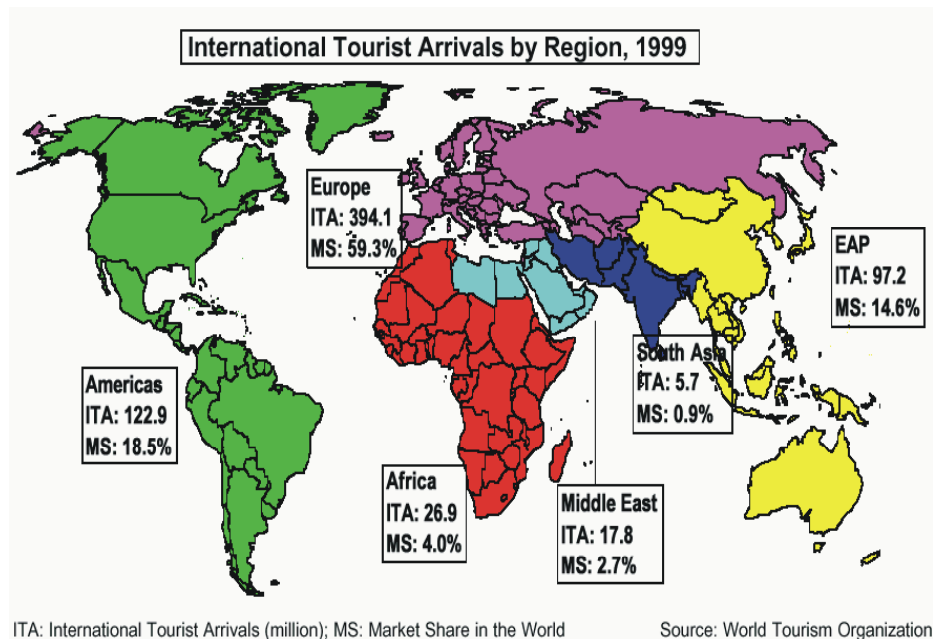 International Tourist Arrivals by Region, 1999
Europe
ITA: 394.1
MS: 59.3%
EAP
ITA: 97.2
MS: 14.6%
South Asia
ITA: 5.7
MS: 0.9%
Americas
ITA: 122.9
MS: 18.5%
Africa
ITA: 26.9
MS: 4.0%
Middle East
ITA: 17.8
MS: 2.7%
ITA: International Tourist Arrivals (million); MS: Market Share in the World
Source: World Tourism Organization